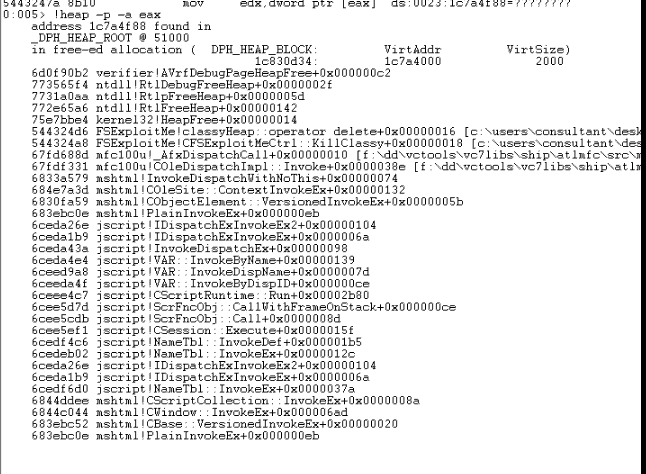 5443247a 8b10 mov edx,dword ptr [eax] ds:0023:1c7a4f88=????????
0:005> !heap -p -a eax
address 1c7a4f88 found in
_DPH_HEAP_ROOT @ 51000
in free-ed allocation ( DPH_HEAP_BLOCK: VirtAddr VirtSize)
1c830d34: 1c7a4000 2000
6d0f90b2 verifier!AVrfDebugPageHeapFree+0x000000c2
773565f4 ntdll!RtlDebugFreeHeap+0x0000002f
7731a0aa ntdll!RtlpFreeHeap+0x0000005d
772e65a6 ntdll!RtlFreeHeap+0x00000142
75e7bbe4 kernel32!HeapFree+0x00000014
544324d6 FSExploitMe!classyHeap::operator delete+0x00000016 [c:\users\consultant\desk
544324a8 FSExploitMe!CFSExploitMeCtrl::KillClassy+0x00000018 [c:\users\consultant\des
67fd688d mfc100u!_AfxDispatchCall+0x00000010 [f:\dd\vctools\vc7libs\ship\atlmfc\src\m
67fdf331 mfc100u!COleDispatchImpl::Invoke+0x0000038e [f:\dd\vctools\vc7libs\ship\atlm
6833a579 mshtml!InvokeDispatchWithNoThis+0x00000074
684e7a3d mshtml!COleSite::ContextInvokeEx+0x00000132
6830fa59 mshtml!CObjectElement::VersionedInvokeEx+0x0000005b
683ebc0e mshtml!PlainInvokeEx+0x000000eb
6ceda26e jscript!IDispatchExInvokeEx2+0x00000104
6ceda1b9 jscript!IDispatchExInvokeEx+0x0000006a
6ceda43a jscript!InvokeDispatchEx+0x00000098
6ceda4e4 jscript!VAR::InvokeByName+0x00000139
6ceed9a8 jscript!VAR::InvokeDispName+0x0000007d
6ceeda4f jscript!VAR::InvokeByDispID+0x000000ce
6ceee4c7 jscript!CScriptRuntime::Run+0x00002b80
6cee5d7d jscript!ScrFncObj::CallWithFrameOnStack+0x000000ce
6cee5cdb jscript!ScrFncObj::Call+0x0000008d
6cee5ef1 jscript!CSession::Execute+0x0000015f
6cedf4c6 jscript!NameTbl::InvokeDef+0x000001b5
6cedeb02 jscript!NameTbl::InvokeEx+0x0000012c
6ceda26e jscript!IDispatchExInvokeEx2+0x00000104
6ceda1b9 jscript!IDispatchExInvokeEx+0x0000006a
6cedf6d0 jscript!NameTbl::InvokeEx+0x0000037a
6844ddee mshtml!CScriptCollection::InvokeEx+0x0000008a
6844c044 mshtml!CWindow::InvokeEx+0x000006ad
683ebc52 mshtml!CBase::VersionedInvokeEx+0x00000020
683ebc0e mshtml!PlainInvokeEx+0x000000eb